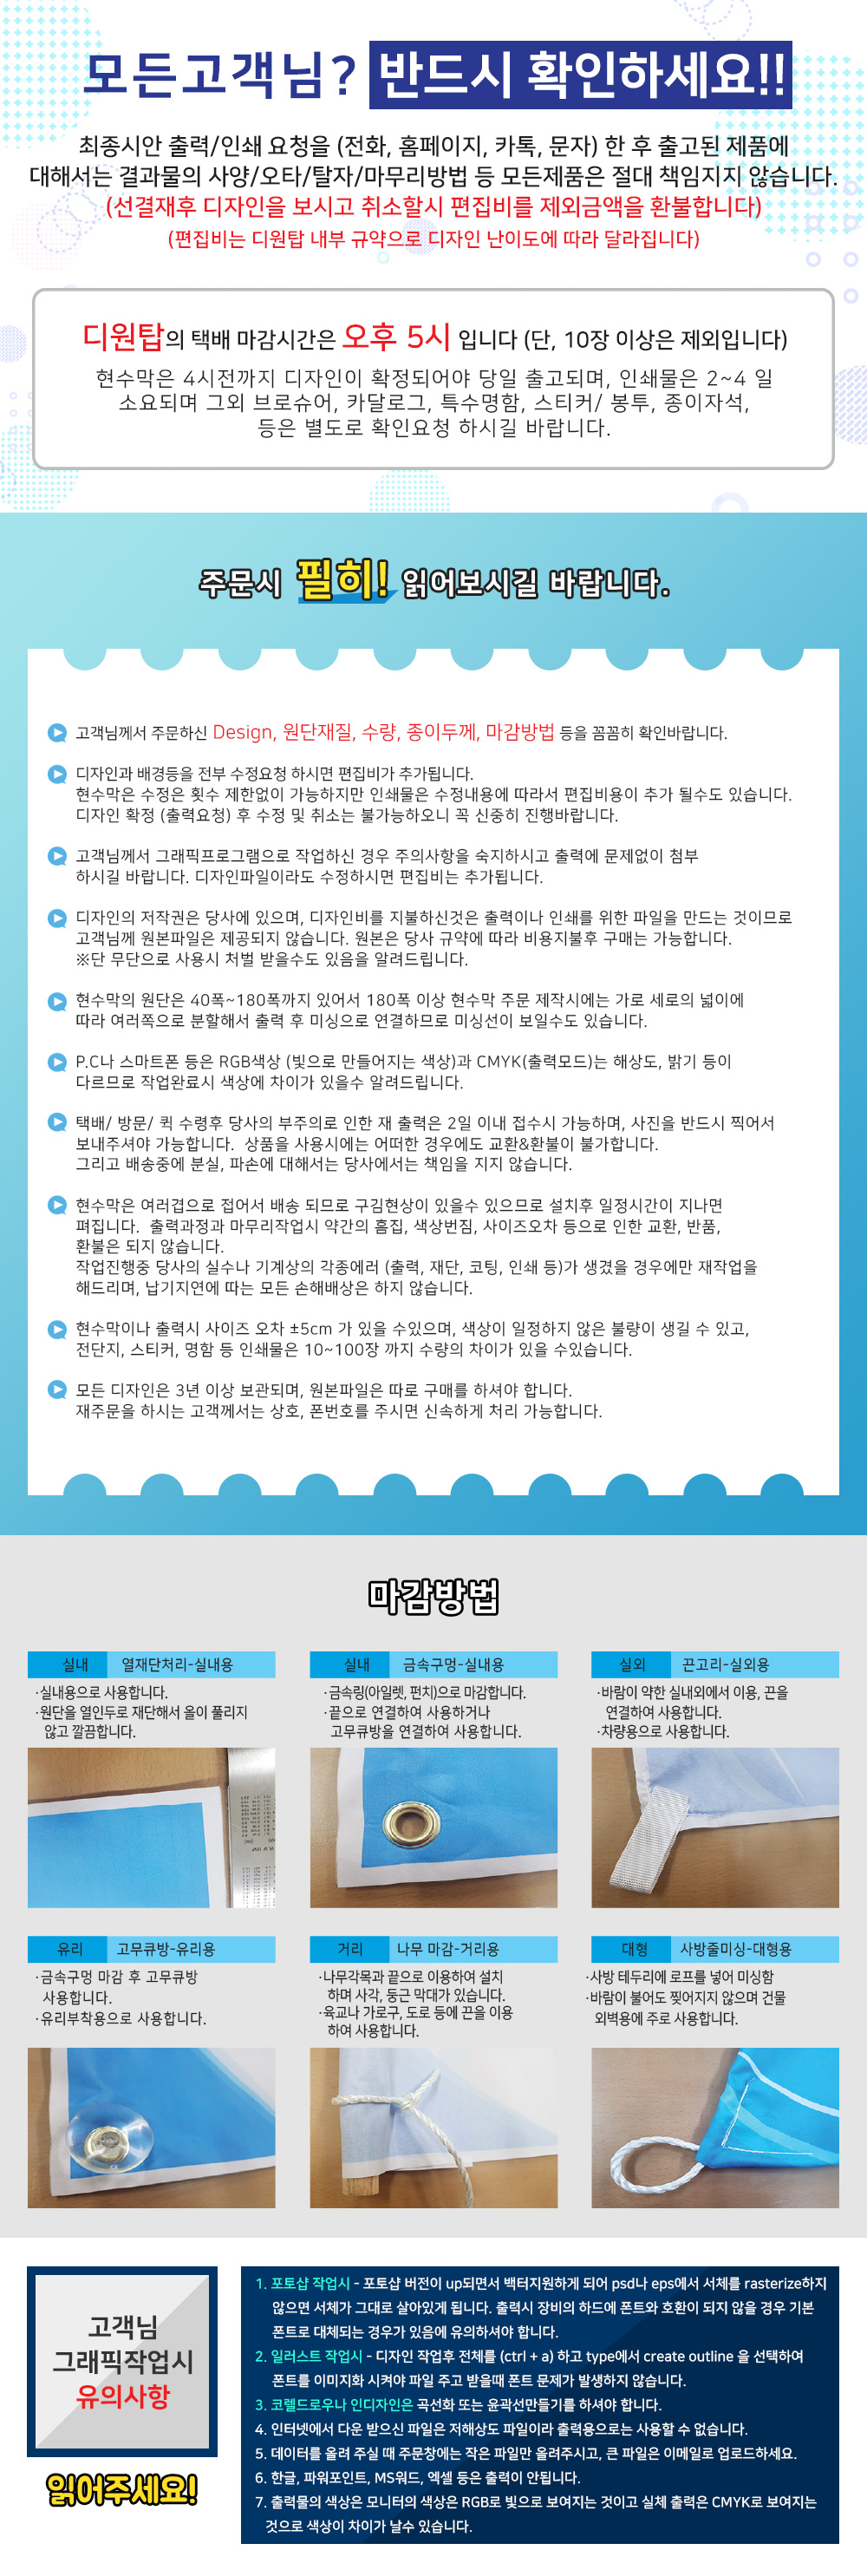 모든고객님? 반드시 확인하세요!!
최종시안 출력/인쇄 요청을 (전화, 홈페이지, 카톡, 문자) 한 후 출고된 제품에
대해서는 결과물의 사양/오타/탈자/마무리방법 등 모든제품은 절대 책임지지 않습니다.
(선결재후 디자인을 보시고 취소할시 편집비를 제외금액을 환불합니다)
(편집비는 디원탑 내부 규약으로 디자인 난이도에 따라 달라집니다)
디원탑의 택배 마감시간은 오후 5시 입니다 (단, 10장 이상은 제외입니다)
현수막은 4시전까지 디자인이 확정되어야 당일 출고되며, 인쇄물은 2~4 일
소요되며 그외 브로슈어, 카달로그, 특수명함, 스티커/ 봉투, 종이자석,
등은 별도로 확인요청 하시길 바랍니다.
주문시 필히! 읽어보시길 바랍니다.
고객님께서 주문하신 Design, 원단재질, 수량, 종이두께, 마감방법 등을 꼼꼼히 확인바랍니다.
디자인과 배경등을 전부 수정요청 하시면 편집비가 추가됩니다.
현수막은 수정은 횟수 제한없이 가능하지만 인쇄물은 수정내용에 따라서 편집비용이 추가 될수도 있습니다.
디자인 확정 (출력요청) 후 수정 및 취소는 불가능하오니 꼭 신중히 진행바랍니다.
고객님께서 그래픽프로그램으로 작업하신 경우 주의사항을 숙지하시고 출력에 문제없이 첨부
하시길 바랍니다. 디자인파일이라도 수정하시면 편집비는 추가됩니다.
디자인의 저작권은 당사에 있으며, 디자인비를 지불하신것은 출력이나 인쇄를 위한 파일을 만드는 것이므로
고객님께 원본파일은 제공되지 않습니다. 원본은 당사 규약에 따라 비용지불후 구매는 가능합니다.
※단 무단으로 사용시 처벌 받을수도 있음을 알려드립니다.
현수막의 원단은 40폭~180폭까지 있어서 180폭 이상 현수막 주문 제작시에는 가로 세로의 넓이에
따라 여러쪽으로 분할해서 출력 후 미싱으로 연결하므로 미싱선이 보일수도 있습니다.
P.C나 스마트폰 등은 RGB색상 (빛으로 만들어지는 색상)과 CMYK(출력모드)는 해상도, 밝기 등이
다르므로 작업완료시 색상에 차이가 있을수 알려드립니다.
택배/ 방문/ 퀵 수령후 당사의 부주의로 인한 재 출력은 2일 이내 접수시 가능하며, 사진을 반드시 찍어서
보내주셔야 가능합니다. 상품을 사용시에는 어떠한 경우에도 교환&환불이 불가합니다.
그리고 배송중에 분실, 파손에 대해서는 당사에서는 책임을 지지 않습니다.
현수막은 여러겹으로 접어서 배송 되므로 구김현상이 있을수 있으므로 설치후 일정시간이 지나면
펴집니다. 출력과정과 마무리작업시 약간의 흠집, 색상번짐, 사이즈오차 등으로 인한 교환, 반품,
환불은 되지 않습니다.
작업진행중 당사의 실수나 기계상의 각종에러 (출력, 재단, 코팅, 인쇄 등)가 생겼을 경우에만 재작업을
해드리며, 납기지연에 따는 모든 손해배상은 하지 않습니다.
현수막이나 출력시 사이즈 오차 ±5cm 가 있을 수있으며, 색상이 일정하지 않은 불량이 생길 수 있고,
전단지, 스티커, 명함 등 인쇄물은 10~100장 까지 수량의 차이가 있을 수있습니다.
모든 디자인은 3년 이상 보관되며, 원본파일은 따로 구매를 하셔야 합니다.
재주문을 하시는 고객께서는 상호, 폰번호를 주시면 신속하게 처리 가능합니다.
마감방법
실내 열재단처리-실내용
·실내용으로 사용합니다.
·원단을 열인두로 재단해서 올이 풀리지
않고 깔끔합니다.
실내 금속구멍-실내용
·금속링(아일렛, 펀치)으로 마감합니다.
·끝으로 연결하여 사용하거나
고무큐방을 연결하여 사용합니다.
실외 끈고리-실외용
·바람이 약한 실내외에서 이용, 끈을
연결하여 사용합니다.
·차량용으로 사용합니다.
유리 고무큐방-유리용
·금속구멍 마감 후 고무큐방
사용합니다.
·유리부착용으로 사용합니다.
거리 나무 마감-거리용
·나무각목과 끝으로 이용하여 설치
하며 사각, 둥근 막대가 있습니다.
·육교나 가로구, 도로 등에 끈을 이용
하여 사용합니다.
대형 사방줄미싱-대형용
·사방 테두리에 로프를 넣어 미싱함
·바람이 불어도 찢어지지 않으며 건물
외벽용에 주로 사용합니다.
고객님
그래픽작업시
유의사항
읽어주세요!
1. 포토샵 작업시 - 포토샵 버전이 up되면서 백터지원하게 되어 psd나 eps에서 서체를 rasterize하지
않으면 서체가 그대로 살아있게 됩니다. 출력시 장비의 하드에 폰트와 호환이 되지 않을 경우 기본
폰트로 대체되는 경우가 있음에 유의하셔야 합니다.
2. 일러스트 작업시 - 디자인 작업후 전체를 (ctrl + a) 하고 type에서 create outline 을 선택하여
폰트를 이미지화 시켜야 파일 주고 받을때 폰트 문제가 발생하지 않습니다.
3. 코렐드로우나 인디자인은 곡선화 또는 윤곽선만들기를 하셔야 합니다.
4. 인터넷에서 다운 받으신 파일은 저해상도 파일이라 출력용으로는 사용할 수 없습니다.
5. 데이터를 올려 주실 때 주문창에는 작은 파일만 올려주시고, 큰 파일은 이메일로 업로드하세요.
6. 한글, 파워포인트, MS워드, 엑셀 등은 출력이 안됩니다.
7. 출력물의 색상은 모니터의 색상은 RGB로 빛으로 보여지는 것이고 실체 출력은 CMYK로 보여지는
것으로 색상이 차이가 날수 있습니다.